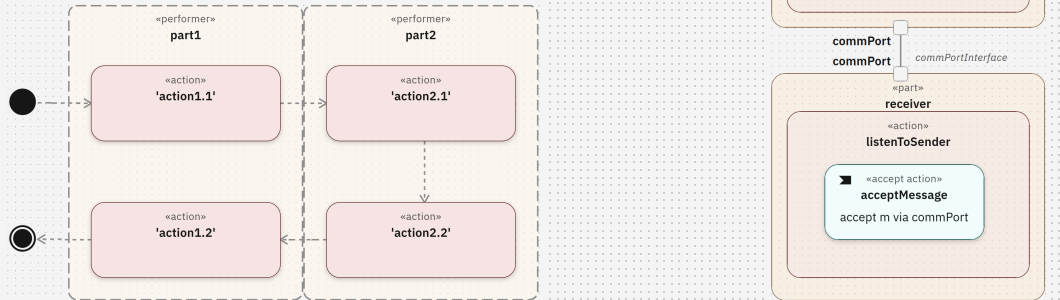 «performer»
part1
«action»
'action1.1'
«action»
'action1.2'
«performer»
part2
«action»
'action2.1'
«action»
'action2.2'
commPort
commPort
commPortInterface
«part»
receiver
«action»
listenToSender
«accept action»
acceptMessage
accept m via commPort